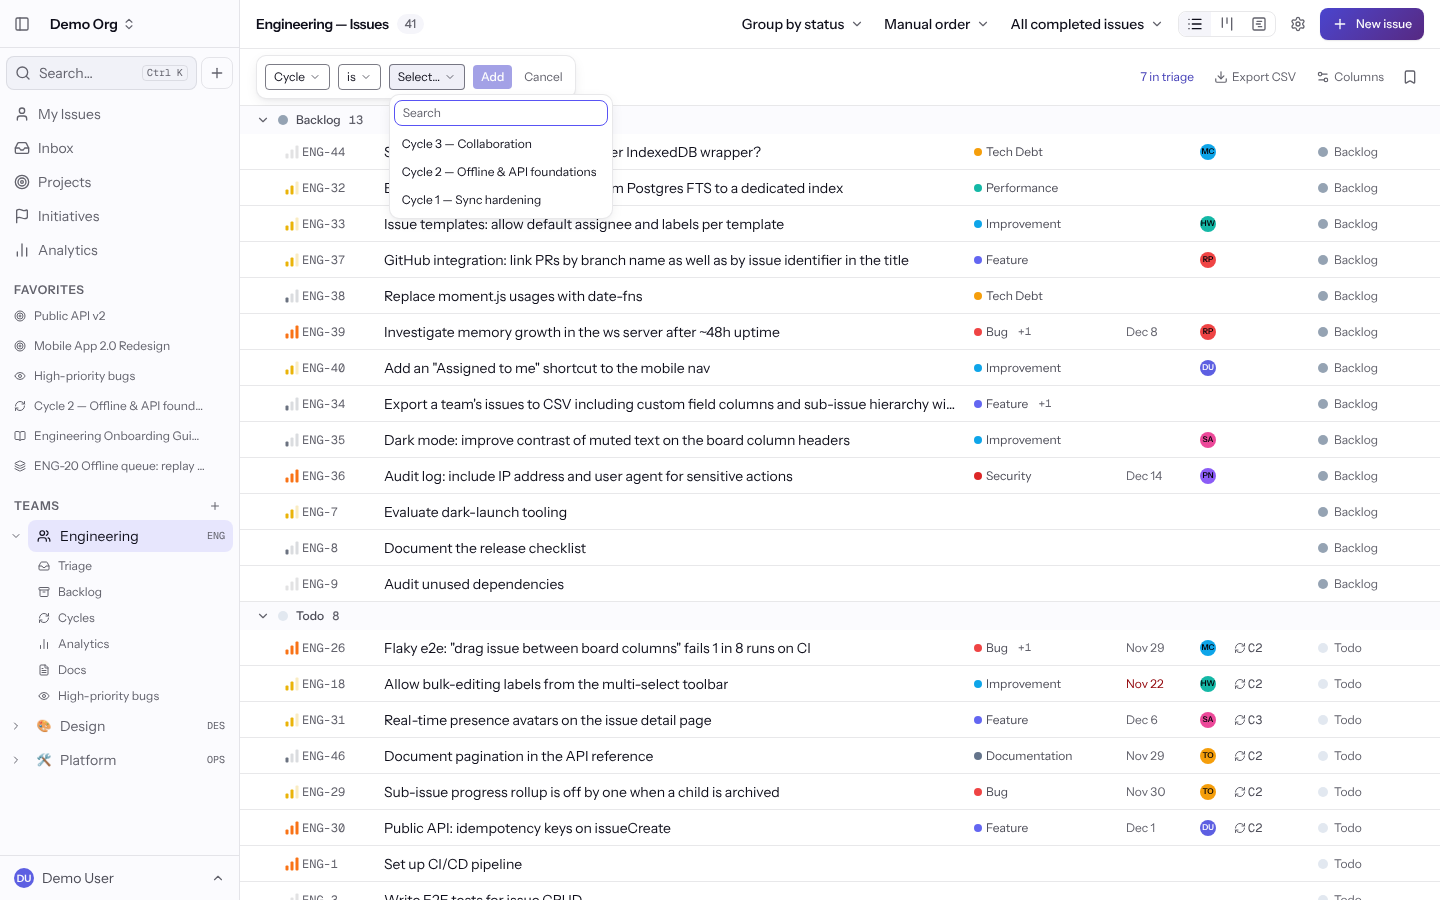 Demo Org
Engineering — Issues 41
Group by status
Manual order
All completed issues
New issue
Search...
Ctrl K
My Issues
Inbox
Projects
Initiatives
Analytics
FAVORITES
Public API v2
Mobile App 2.0 Redesign
High-priority bugs
Cycle 2 — Offline & API found...
Engineering Onboarding Gui...
ENG-20 Offline queue: replay ...
TEAMS
Engineering ENG
Triage
Backlog
Cycles
Analytics
Docs
High-priority bugs
Design DES
Platform OPS
DU Demo User
Cycle is Select... Add Cancel
7 in triage Export CSV Columns
Search
Cycle 3 — Collaboration
Cycle 2 — Offline & API foundations
Cycle 1 — Sync hardening
Backlog 13
ENG-44 er IndexedDB wrapper? Tech Debt MC Backlog
ENG-32 Postgres FTS to a dedicated index Performance Backlog
ENG-33 Issue templates: allow default assignee and labels per template Improvement HW Backlog
ENG-37 GitHub integration: link PRs by branch name as well as by issue identifier in the title Feature RP Backlog
ENG-38 Replace moment.js usages with date-fns Tech Debt Backlog
ENG-39 Investigate memory growth in the ws server after ~48h uptime Bug +1 Dec 8 RP Backlog
ENG-40 Add an "Assigned to me" shortcut to the mobile nav Improvement DU Backlog
ENG-34 Export a team's issues to CSV including custom field columns and sub-issue hierarchy wi... Feature +1 Backlog
ENG-35 Dark mode: improve contrast of muted text on the board column headers Improvement SA Backlog
ENG-36 Audit log: include IP address and user agent for sensitive actions Security Dec 14 PN Backlog
ENG-7 Evaluate dark-launch tooling Backlog
ENG-8 Document the release checklist Backlog
ENG-9 Audit unused dependencies Backlog
Todo 8
ENG-26 Flaky e2e: "drag issue between board columns" fails 1 in 8 runs on CI Bug +1 Nov 29 MC C2 Todo
ENG-18 Allow bulk-editing labels from the multi-select toolbar Improvement Nov 22 HW C2 Todo
ENG-31 Real-time presence avatars on the issue detail page Feature Dec 6 SA C3 Todo
ENG-46 Document pagination in the API reference Documentation Nov 29 TO C2 Todo
ENG-29 Sub-issue progress rollup is off by one when a child is archived Bug Nov 30 TO C2 Todo
ENG-30 Public API: idempotency keys on issueCreate Feature Dec 1 DU C2 Todo
ENG-1 Set up CI/CD pipeline Todo
Write E2E tests for issue CRUD Todo